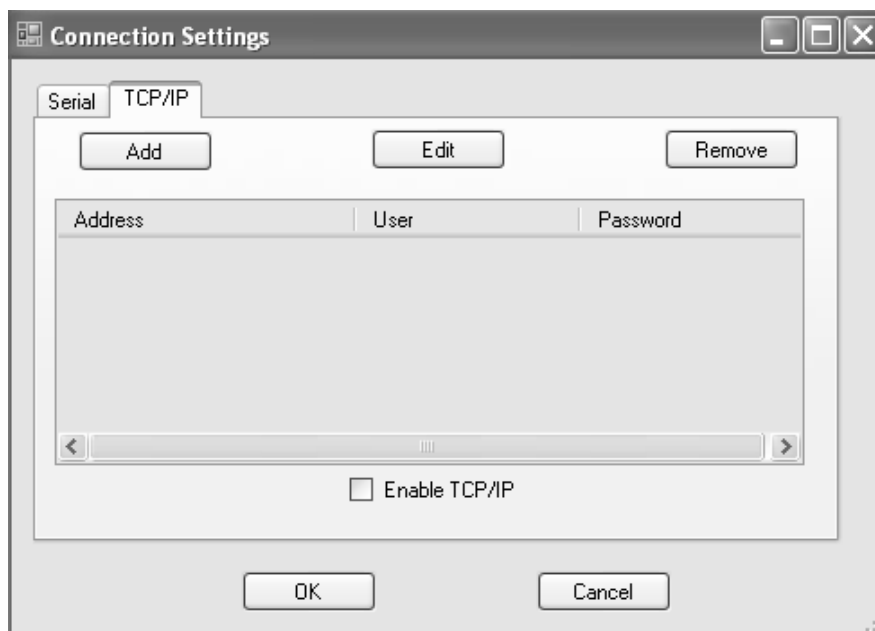 Connection Settings
Serial TCP/IP
Add Edit Remove
Address User Password
Enable TCP/IP
OK Cancel